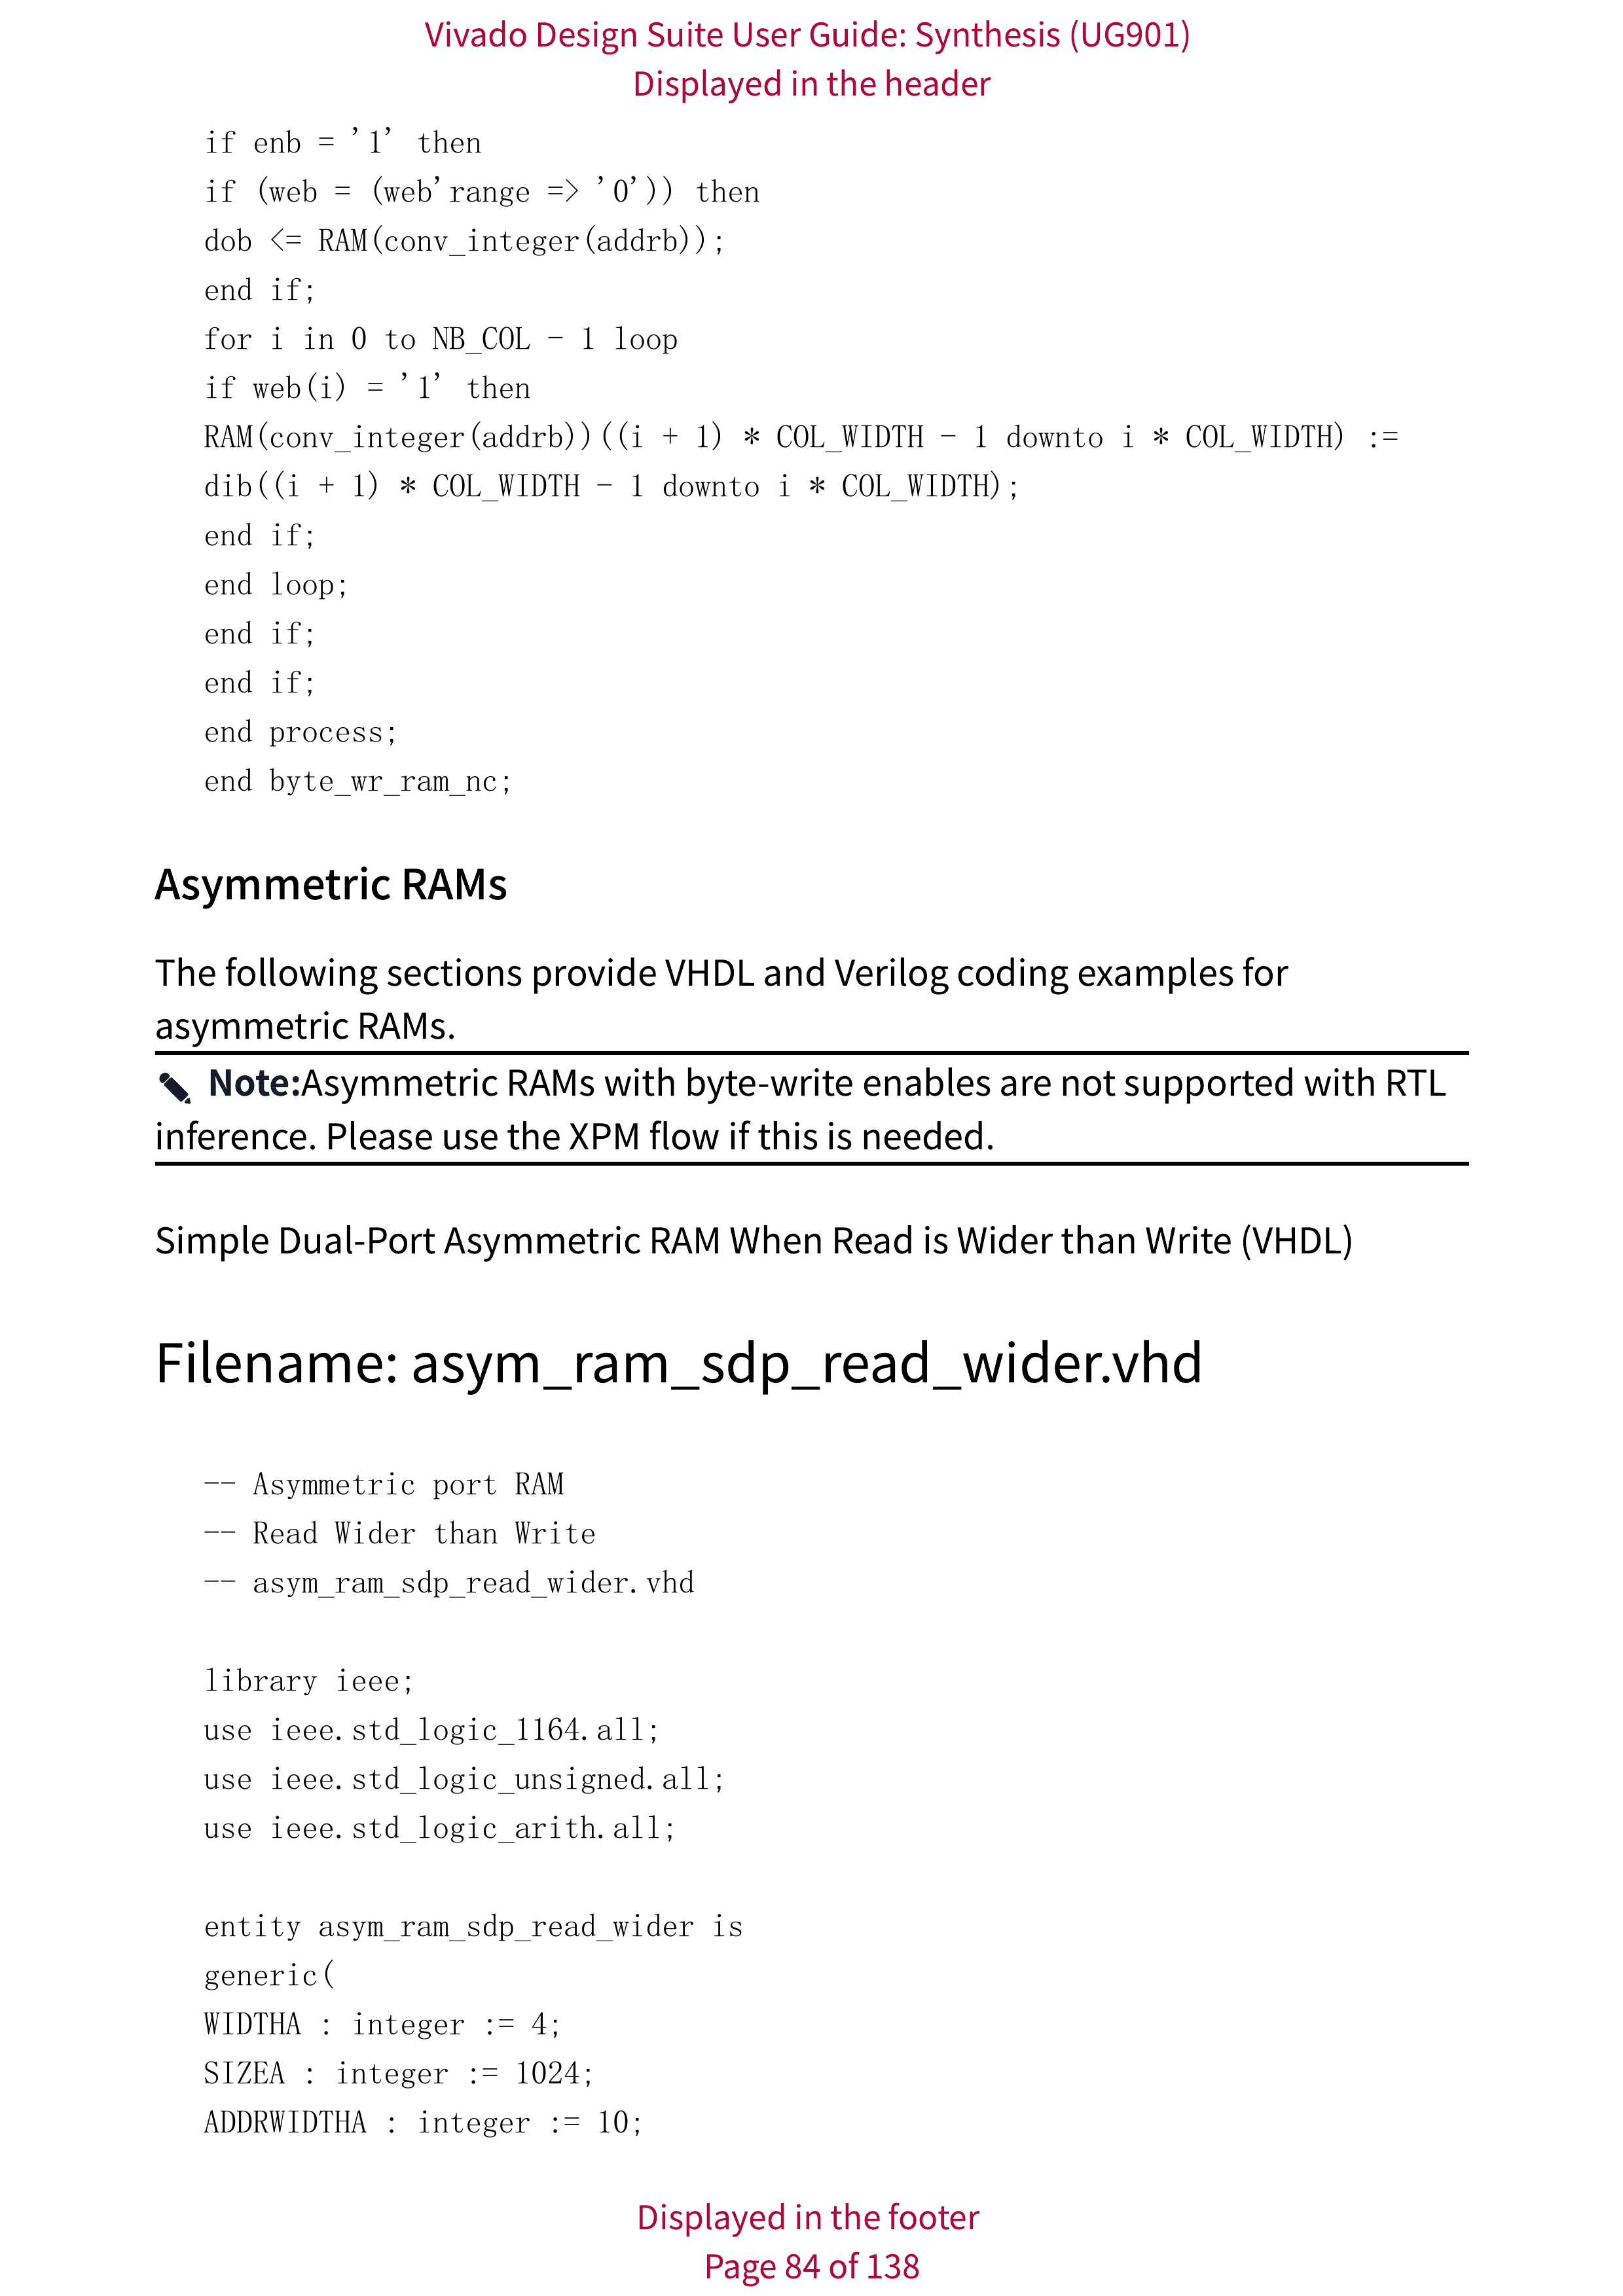 Vivado Design Suite User Guide: Synthesis (UG901)
Displayed in the header
if enb = '1' then
if (web = (web'range => '0')) then
dob <= RAM(conv_integer(addrb));
end if;
for i in 0 to NB_COL - 1 loop
if web(i) = '1' then
RAM(conv_integer(addrb))((i + 1) * COL_WIDTH - 1 downto i * COL_WIDTH) :=
dib((i + 1) * COL_WIDTH - 1 downto i * COL_WIDTH);
end if;
end loop;
end if;
end if;
end process;
end byte_wr_ram_nc;
Asymmetric RAMs
The following sections provide VHDL and Verilog coding examples for
asymmetric RAMs.
Note:Asymmetric RAMs with byte-write enables are not supported with RTL
inference. Please use the XPM flow if this is needed.
Simple Dual-Port Asymmetric RAM When Read is Wider than Write (VHDL)
Filename: asym_ram_sdp_read_wider.vhd
-- Asymmetric port RAM
-- Read Wider than Write
-- asym_ram_sdp_read_wider.vhd
library ieee;
use ieee.std_logic_1164.all;
use ieee.std_logic_unsigned.all;
use ieee.std_logic_arith.all;
entity asym_ram_sdp_read_wider is
generic(
WIDTHA : integer := 4;
SIZEA : integer := 1024;
ADDRWIDTHA : integer := 10;
Displayed in the footer
Page 84 of 138